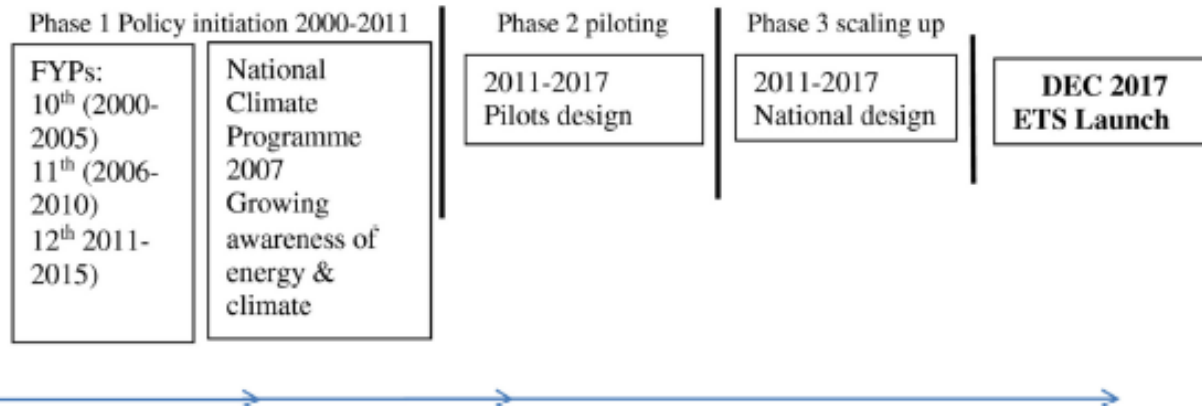 Phase 1 Policy initiation 2000-2011
FYPs:
10th (2000-
2005)
11th (2006-
2010)
12th 2011-
2015)
National
Climate
Programme
2007
Growing
awareness of
energy &
climate
Phase 2 piloting
2011-2017
Pilots design
Phase 3 scaling up
2011-2017
National design
DEC 2017
ETS Launch